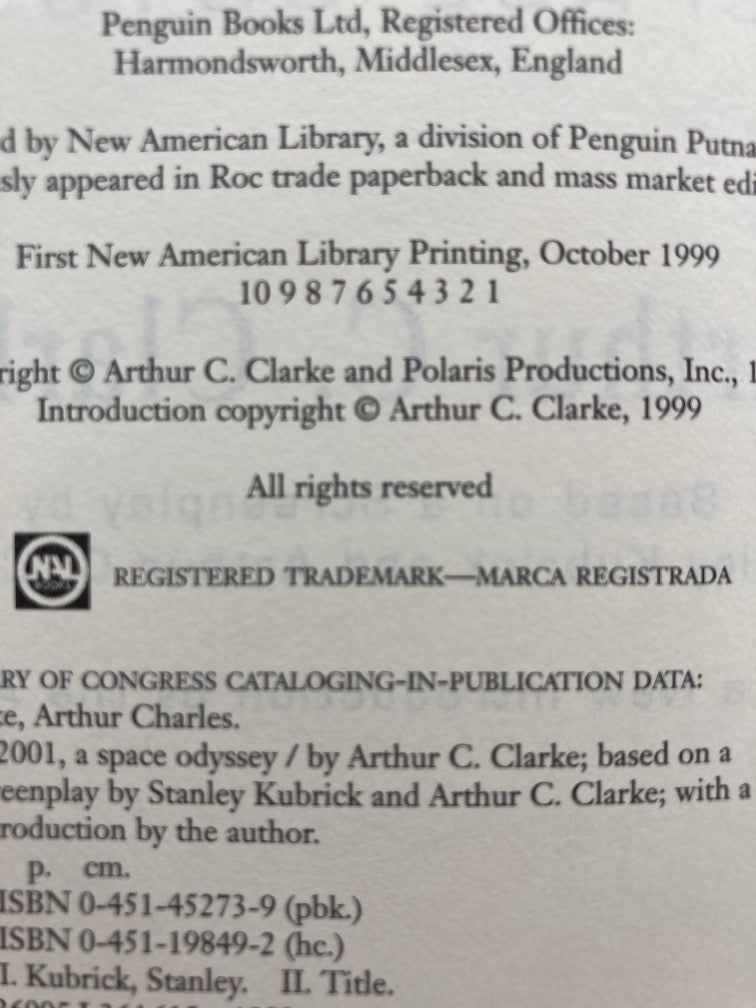 Penguin Books Ltd, Registered Offices:
Harmondsworth, Middlesex, England
d by New American Library, a division of Penguin Putna
sly appeared in Roc trade paperback and mass market edi
First New American Library Printing, October 1999
10 9 8 7 6 5 4 3 2 1
right © Arthur C. Clarke and Polaris Productions, Inc., 1
Introduction copyright © Arthur C. Clarke, 1999
All rights reserved
REGISTERED TRADEMARK—MARCA REGISTRADA
RY OF CONGRESS CATALOGING-IN-PUBLICATION DATA:
e, Arthur Charles.
2001, a space odyssey / by Arthur C. Clarke; based on a
eenplay by Stanley Kubrick and Arthur C. Clarke; with a
roduction by the author.
p. cm.
ISBN 0-451-45273-9 (pbk.)
ISBN 0-451-19849-2 (hc.)
I. Kubrick, Stanley. II. Title.